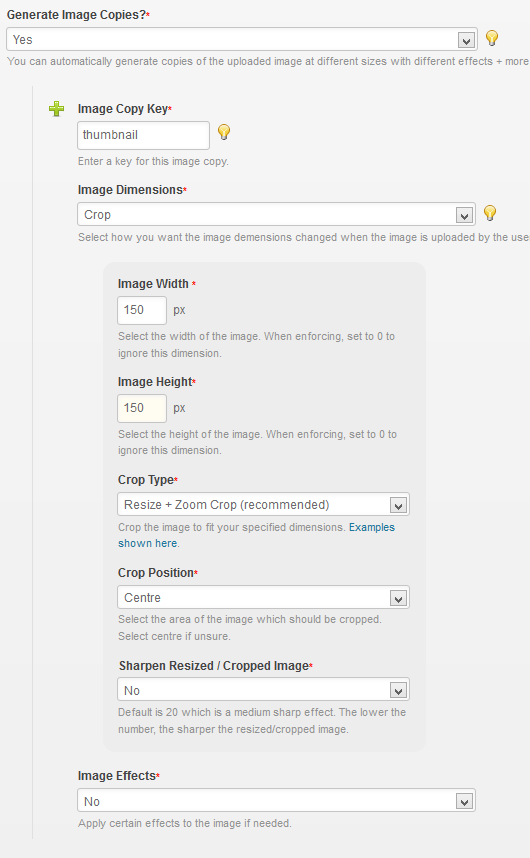 Generate Image Copies?*
Yes
You can automatically generate copies of the uploaded image at different sizes with different effects + more
Image Copy Key*
thumbnail
Enter a key for this image copy.
Image Dimensions*
Crop
Select how you want the image demensions changed when the image is uploaded by the use
Image Width *
150 px
Select the width of the image. When enforcing, set to 0 to
ignore this dimension.
Image Height*
150 px
Select the height of the image. When enforcing, set to 0 to
ignore this dimension.
Crop Type*
Resize + Zoom Crop (recommended)
Crop the image to fit your specified dimensions. Examples
shown here.
Crop Position*
Centre
Select the area of the image which should be cropped.
Select centre if unsure.
Sharpen Resized / Cropped Image*
No
Default is 20 which is a medium sharp effect. The lower the
number, the sharper the resized/cropped image.
Image Effects*
No
Apply certain effects to the image if needed.